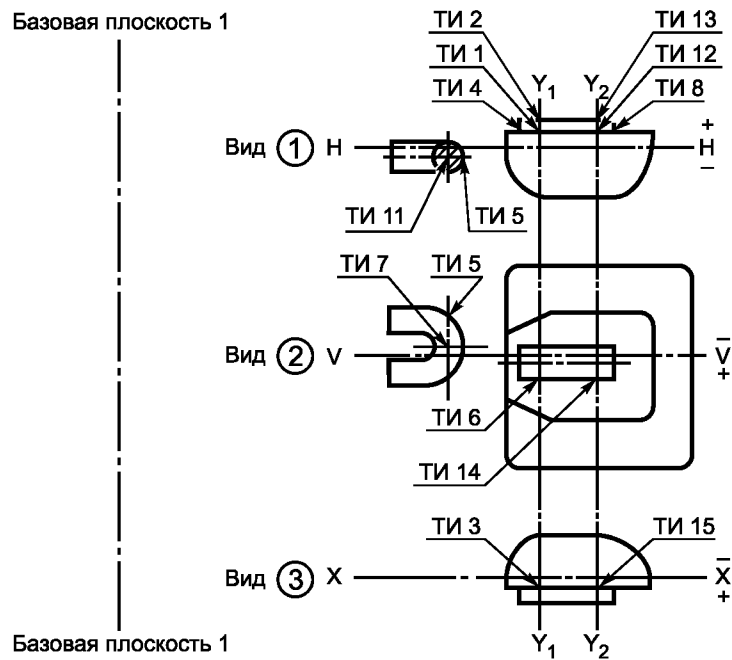 Базовая плоскость 1
ТИ 2
ТИ 13
ТИ 1
ТИ 12
ТИ 4
Y1
Y2
ТИ 8
Вид 1 H
+
H
−
ТИ 11
ТИ 5
ТИ 7
ТИ 5
Вид 2 V
−
V
+
ТИ 6
ТИ 14
ТИ 3
ТИ 15
Вид 3 X
−
X
+
Базовая плоскость 1
Y1
Y2